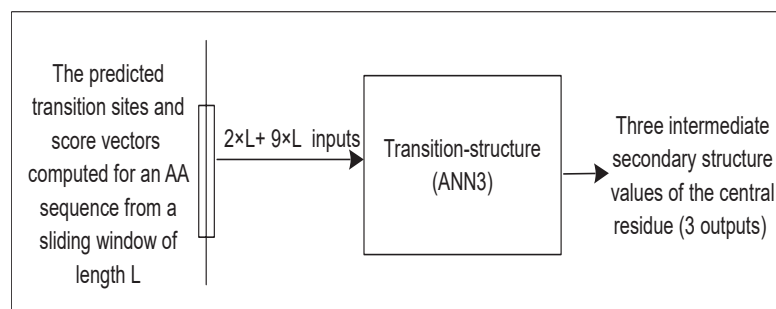 The predicted
transition sites and
score vectors
computed for an AA
sequence from a
sliding window of
length L
2×L+ 9×L inputs
Transition-structure
(ANN3)
Three intermediate
secondary structure
values of the central
residue (3 outputs)